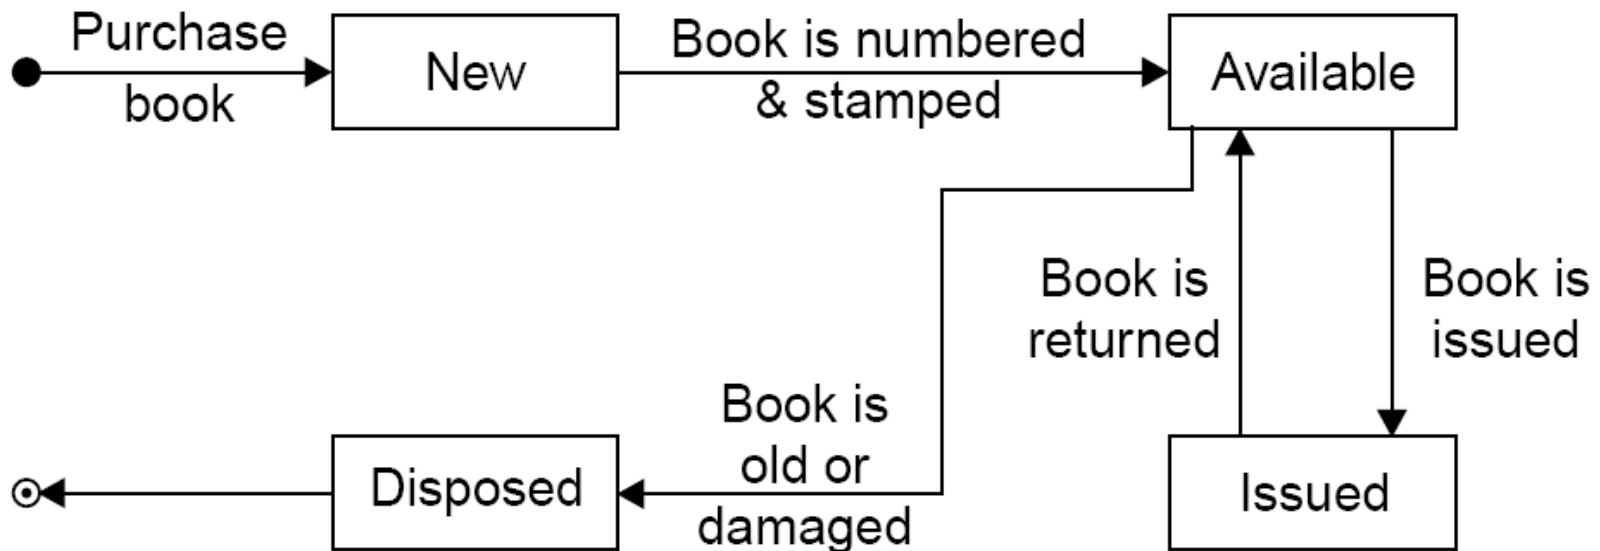 Purchase
book
New
Book is numbered
& stamped
Available
Book is
returned
Book is
issued
Book is
old or
damaged
Disposed
Issued